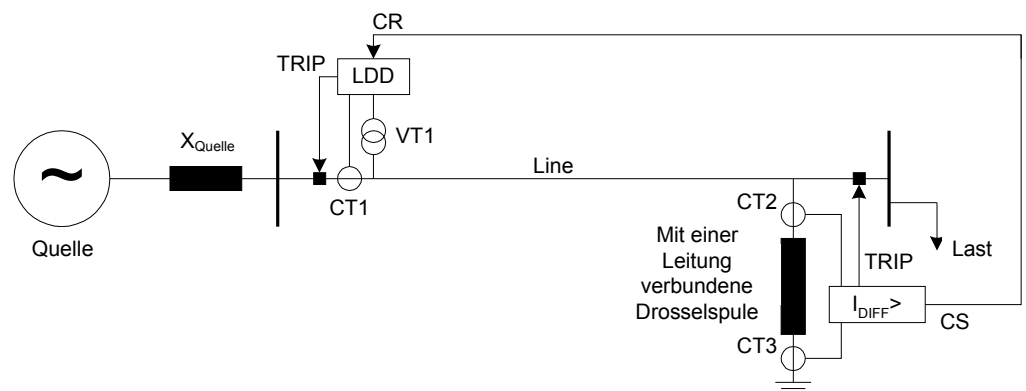 CR
TRIP
LDD
X_Quelle
VT1
~
Line
CT1
CT2
Quelle
Mit einer
Leitung
verbundene
Drosselspule
TRIP
Last
I_DIFF>
CS
CT3